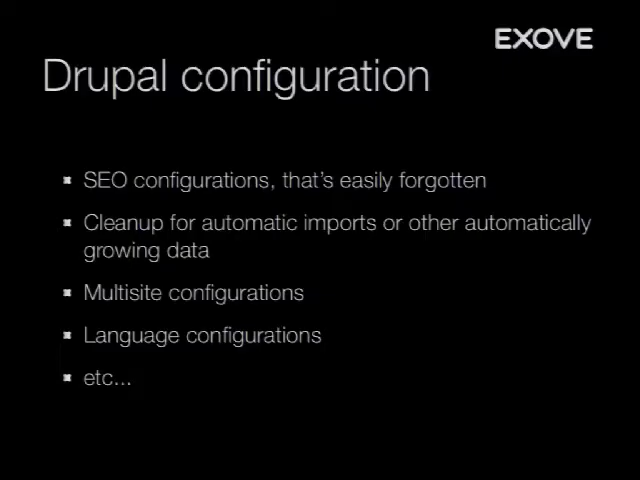 EXOVE
Drupal configuration
SEO configurations, that's easily forgotten
Cleanup for automatic imports or other automatically
growing data
Multisite configurations
Language configurations
etc...